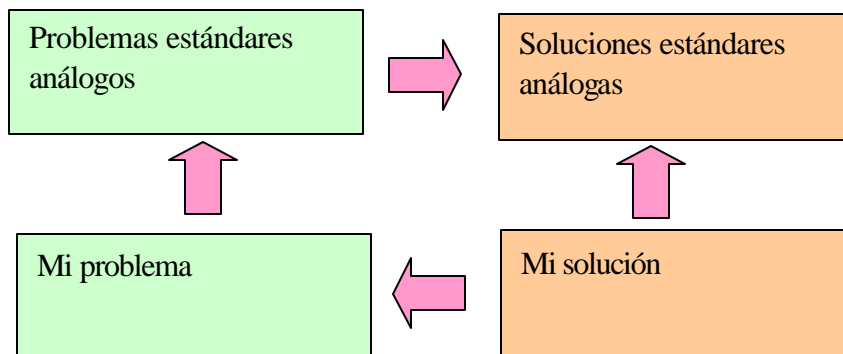 Problemas estándares
análogos
Soluciones estándares
análogas
Mi problema
Mi solución